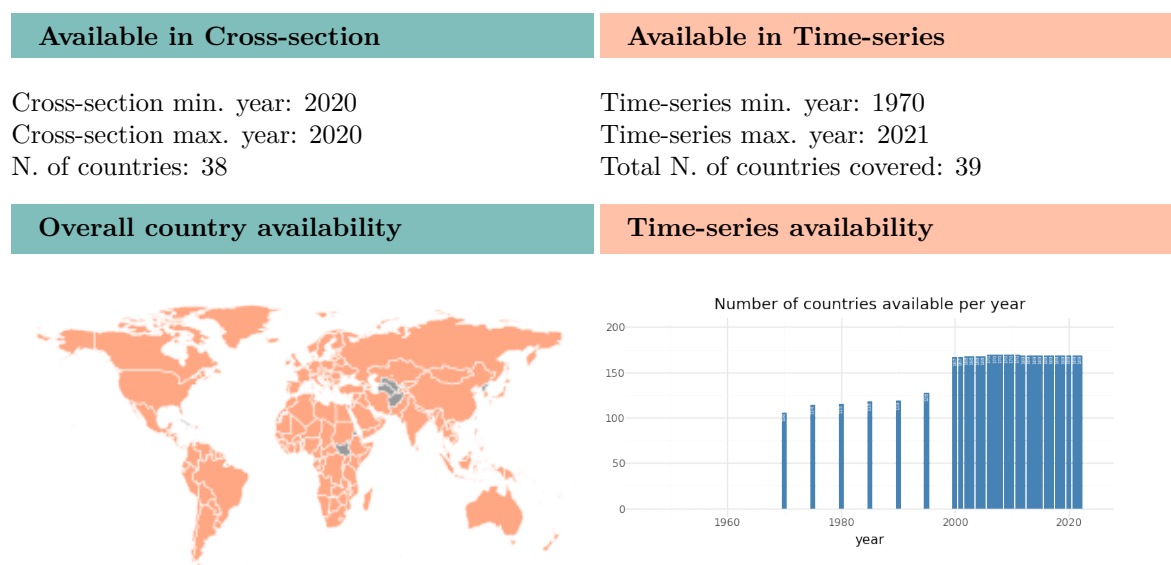 Available in Cross-section
Available in Time-series
Cross-section min. year: 2020
Cross-section max. year: 2020
N. of countries: 38
Time-series min. year: 1970
Time-series max. year: 2021
Total N. of countries covered: 39
Overall country availability
Time-series availability
Number of countries available per year
200
150
100
50
0
1960
1980
2000
2020
year